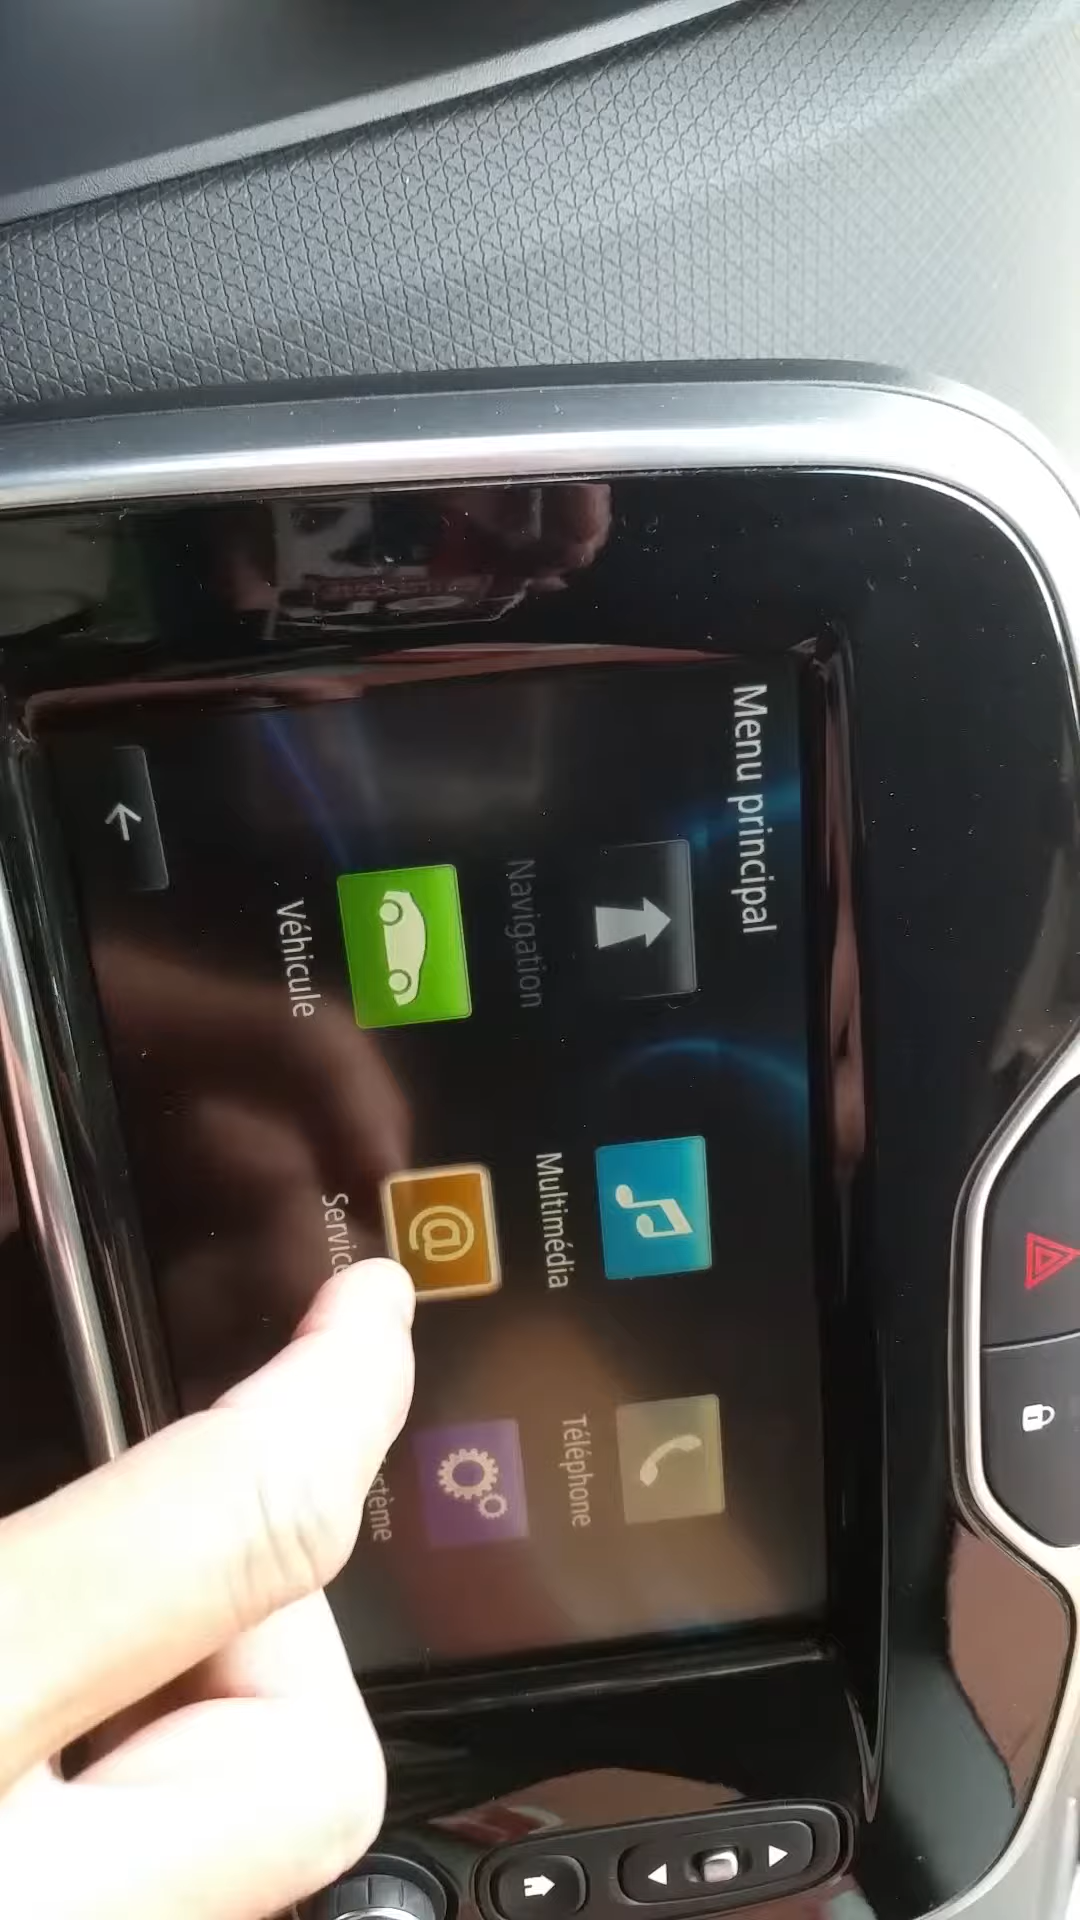 Menu principal
Navigation
Multimédia
Téléphone
Véhicule